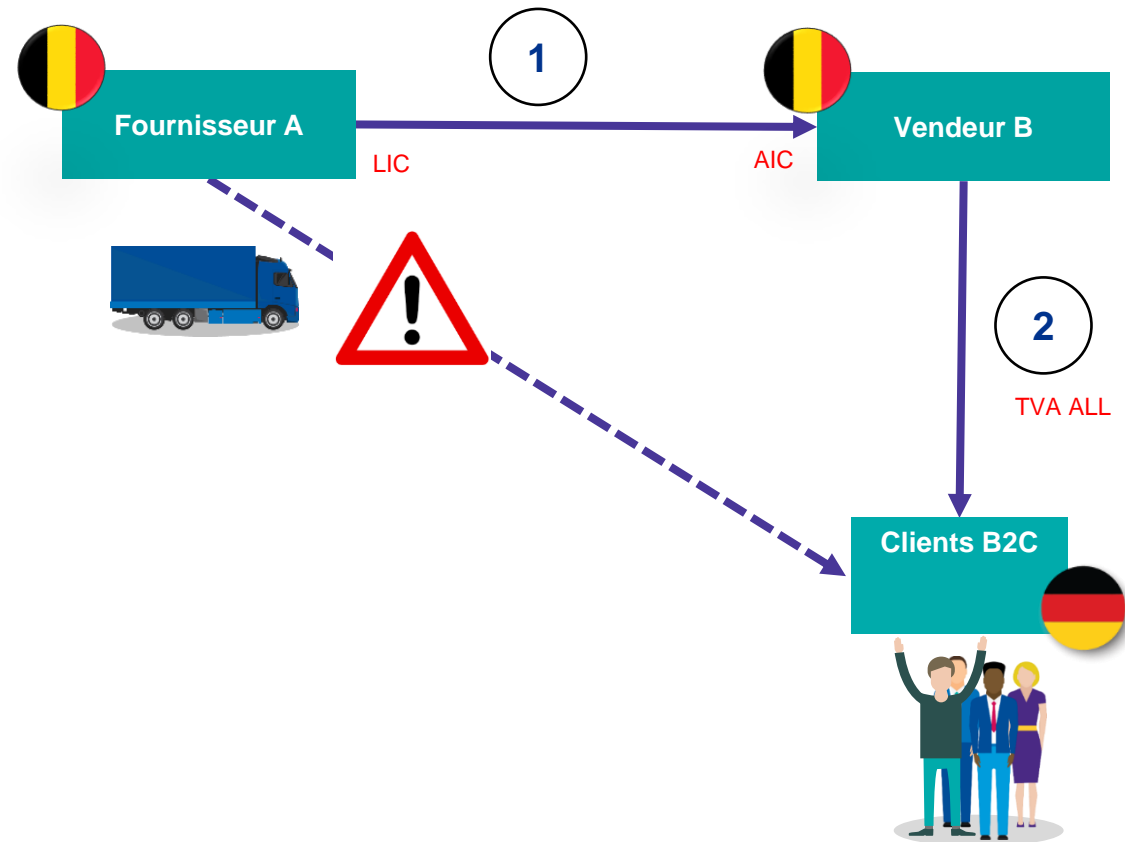 1
Fournisseur A
Vendeur B
LIC
AIC
2
TVA ALL
Clients B2C